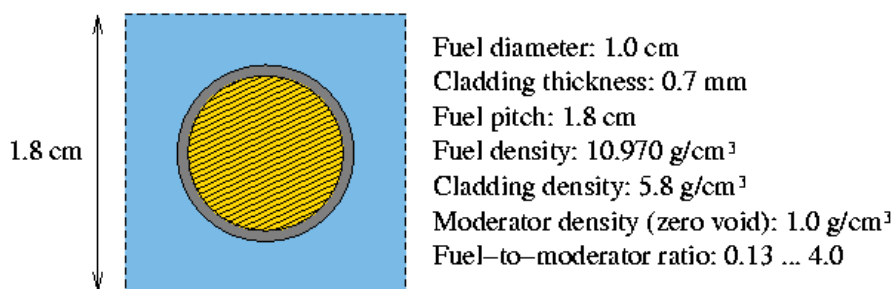 1.8 cm
Fuel diameter: 1.0 cm
Cladding thickness: 0.7 mm
Fuel pitch: 1.8 cm
Fuel density: 10.970 g/cm³
Cladding density: 5.8 g/cm³
Moderator density (zero void): 1.0 g/cm³
Fuel–to–moderator ratio: 0.13 ... 4.0